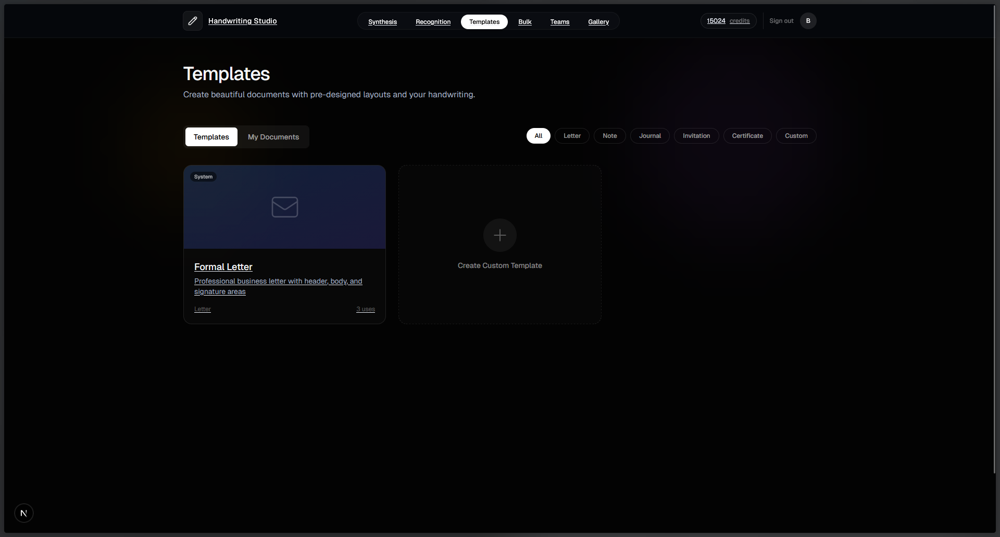 Handwriting Studio
Synthesis
Recognition
Templates
Bulk
Teams
Gallery
15024 credits
Sign out
B
Templates
Create beautiful documents with pre-designed layouts and your handwriting.
Templates
My Documents
All
Letter
Note
Journal
Invitation
Certificate
Custom
System
Formal Letter
Professional business letter with header, body, and
signature areas
Letter
3 uses
Create Custom Template
N